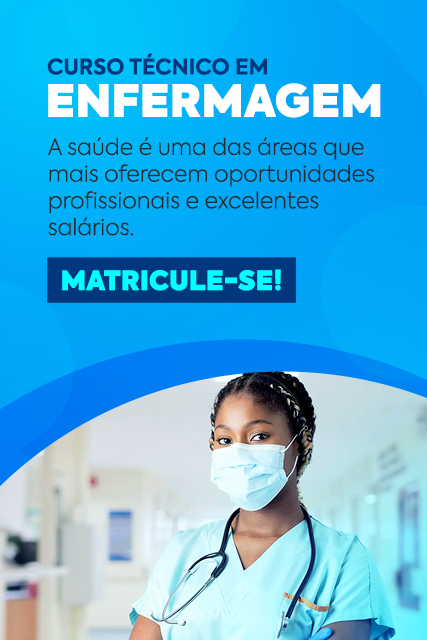 CURSO TÉCNICO EM
ENFERMAGEM
A saúde é uma das áreas que
mais oferecem oportunidades
profissionais e excelentes
salários.
MATRICULE-SE!